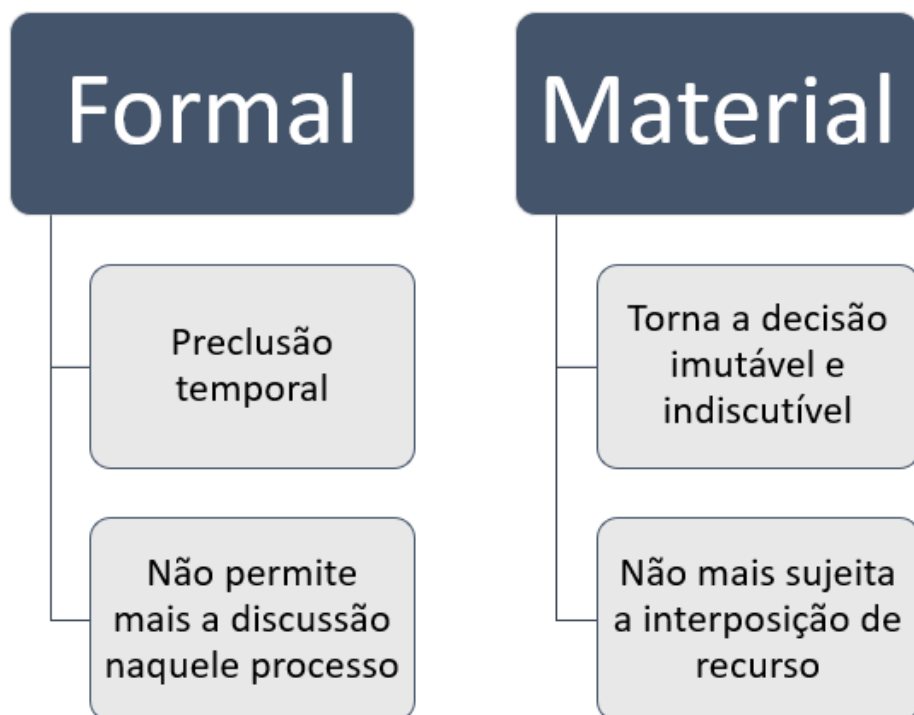 Formal
Preclusão
temporal
Não permite
mais a discussão
naquele processo
Material
Torna a decisão
imutável e
indiscutível
Não mais sujeita
a interposição de
recurso